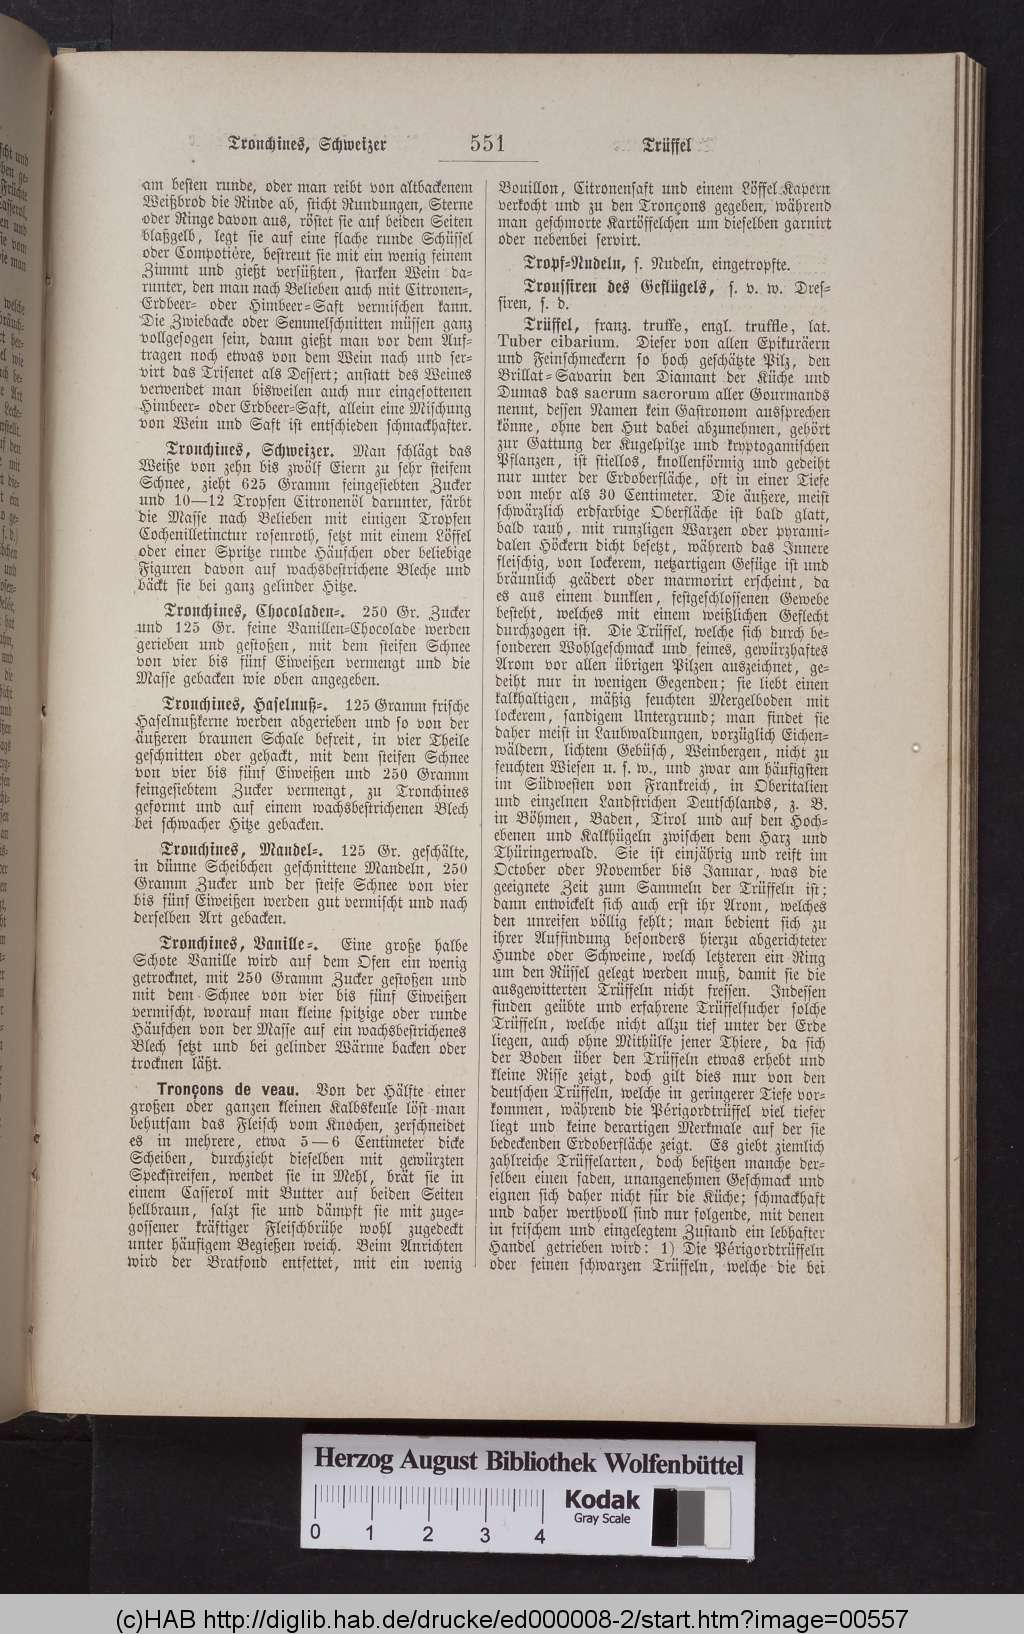 Tronchines, Schweizer 551 Trüffel
am besten runde, oder man reibt von altbackenem
Weißbrod die Rinde ab, sticht Rundungen, Sterne
oder Ringe davon aus, röstet sie auf beiden Seiten
blaßgelb, legt sie auf eine flache runde Schüssel
oder Compotière, bestreut sie mit ein wenig feinem
Zimmt und gießt versüßten, starken Wein da-
runter, den man nach Belieben auch mit Citronen-,
Erdbeer- oder Himbeer-Saft vermischen kann.
Die Zwiebacke oder Semmelschnitten müssen ganz
vollgesogen sein, dann gießt man vor dem Auf-
tragen noch etwas von dem Wein nach und ser-
virt das Trisenet als Dessert; anstatt des Weines
verwendet man bisweilen auch nur eingesottenen
Himbeer- oder Erdbeer-Saft, allein eine Mischung
von Wein und Saft ist entschieden schmackhafter.
Tronchines, Schweizer. Man schlägt das
Weiße von zehn bis zwölf Eiern zu sehr steifem
Schnee, zieht 625 Gramm feingesiebten Zucker
und 10—12 Tropfen Citronenöl darunter, färbt
die Masse nach Belieben mit einigen Tropfen
Cochenilletinctur rosenroth, setzt mit einem Löffel
oder einer Spritze runde Häufchen oder beliebige
Figuren davon auf wachsbestrichene Bleche und
bäckt sie bei ganz gelinder Hitze.
Tronchines, Chocoladen-. 250 Gr. Zucker
und 125 Gr. feine Vanillen-Chocolade werden
gerieben und gestoßen, mit dem steifen Schnee
von vier bis fünf Eiweißen vermengt und die
Masse gebacken wie oben angegeben.
Tronchines, Haselnuß-. 125 Gramm frische
Haselnußkerne werden abgerieben und so von der
äußeren braunen Schale befreit, in vier Theile
geschnitten oder gehackt, mit dem steifen Schnee
von vier bis fünf Eiweißen und 250 Gramm
feingesiebtem Zucker vermengt, zu Tronchines
geformt und auf einem wachsbestrichenen Blech
bei schwacher Hitze gebacken.
Tronchines, Mandel-. 125 Gr. geschälte,
in dünne Scheibchen geschnittene Mandeln, 250
Gramm Zucker und der steife Schnee von vier
bis fünf Eiweißen werden gut vermischt und nach
derselben Art gebacken.
Tronchines, Vanille-. Eine große halbe
Schote Vanille wird auf dem Ofen ein wenig
getrocknet, mit 250 Gramm Zucker gestoßen und
mit dem Schnee von vier bis fünf Eiweißen
vermischt, worauf man kleine spitzige oder runde
Häufchen von der Masse auf ein wachsbestrichenes
Blech setzt und bei gelinder Wärme backen oder
trocknen läßt.
Tronçons de veau. Von der Hälfte einer
großen oder ganzen kleinen Kalbskeule löst man
behutsam das Fleisch vom Knochen, zerschneidet
es in mehrere, etwa 5—6 Centimeter dicke
Scheiben, durchzieht dieselben mit gewürzten
Speckstreifen, wendet sie in Mehl, brät sie in
einem Casserol mit Butter auf beiden Seiten
hellbraun, salzt sie und dämpft sie mit zuge-
gossener kräftiger Fleischbrühe wohl zugedeckt
unter häufigem Begießen weich. Beim Anrichten
wird der Bratfond entfettet, mit ein wenig
Bouillon, Citronensaft und einem Löffel Kapern
verkocht und zu den Tronçons gegeben, während
man geschmorte Kartöffelchen um dieselben garnirt
oder nebenbei servirt.
Tropf-Nudeln, s. Nudeln, eingetropfte.
Troussiren des Geflügels, s. v. w. Dres-
siren, s. d.
Trüffel, franz. truffe, engl. truffle, lat.
Tuber cibarium. Dieser von allen Epikuräern
und Feinschmeckern so hoch geschätzte Pilz, den
Brillat-Savarin den Diamant der Küche und
Dumas das sacrum sacrorum aller Gourmands
nennt, dessen Namen kein Gastronom aussprechen
könne, ohne den Hut dabei abzunehmen, gehört
zur Gattung der Kugelpilze und kryptogamischen
Pflanzen, ist stiellos, knollenförmig und gedeiht
nur unter der Erdoberfläche, oft in einer Tiefe
von mehr als 30 Centimeter. Die äußere, meist
schwärzlich erdfarbige Oberfläche ist bald glatt,
bald rauh, mit runzligen Warzen oder pyrami-
dalen Höckern dicht besetzt, während das Innere
fleischig, von lockerem, netzartigem Gefüge ist und
bräunlich geädert oder marmorirt erscheint, da
es aus einem dunklen, festgeschlossenen Gewebe
besteht, welches mit einem weißlichen Geflecht
durchzogen ist. Die Trüffel, welche sich durch be-
sonderen Wohlgeschmack und feines, gewürzhaftes
Arom vor allen übrigen Pilzen auszeichnet, ge-
deiht nur in wenigen Gegenden; sie liebt einen
kalkhaltigen, mäßig feuchten Mergelboden mit
lockerem, sandigem Untergrund; man findet sie
daher meist in Laubwaldungen, vorzüglich Eichen-
wäldern, lichtem Gebüsch, Weinbergen, nicht zu
feuchten Wiesen u. s. w., und zwar am häufigsten
im Südwesten von Frankreich, in Oberitalien
und einzelnen Landstrichen Deutschlands, z. B.
in Böhmen, Baden, Tirol und auf den Hoch-
ebenen und Kalkhügeln zwischen dem Harz und
Thüringerwald. Sie ist einjährig und reift im
October oder November bis Januar, was die
geeignete Zeit zum Sammeln der Trüffeln ist;
dann entwickelt sich auch erst ihr Arom, welches
den unreifen völlig fehlt; man bedient sich zu
ihrer Auffindung besonders hierzu abgerichteter
Hunde oder Schweine, welch letzteren ein Ring
um den Rüssel gelegt werden muß, damit sie die
ausgewitterten Trüffeln nicht fressen. Indessen
finden geübte und erfahrene Trüffelsucher solche
Trüffeln, welche nicht allzu tief unter der Erde
liegen, auch ohne Mithülfe jener Thiere, da sich
der Boden über den Trüffeln etwas erhebt und
kleine Risse zeigt, doch gilt dies nur von den
deutschen Trüffeln, welche in geringerer Tiefe vor-
kommen, während die Périgordtrüffel viel tiefer
liegt und keine derartigen Merkmale auf der sie
bedeckenden Erdoberfläche zeigt. Es giebt ziemlich
zahlreiche Trüffelarten, doch besitzen manche der-
selben einen faden, unangenehmen Geschmack und
eignen sich daher nicht für die Küche; schmackhaft
und daher werthvoll sind nur folgende, mit denen
in frischem und eingelegtem Zustand ein lebhafter
Handel getrieben wird: 1) Die Périgordtrüffeln
oder feinen schwarzen Trüffeln, welche die bei
Herzog August Bibliothek Wolfenbüttel
Kodak
Gray Scale
0 1 2 3 4
(c)HAB http://diglib.hab.de/drucke/ed000008-2/start.htm?image=00557